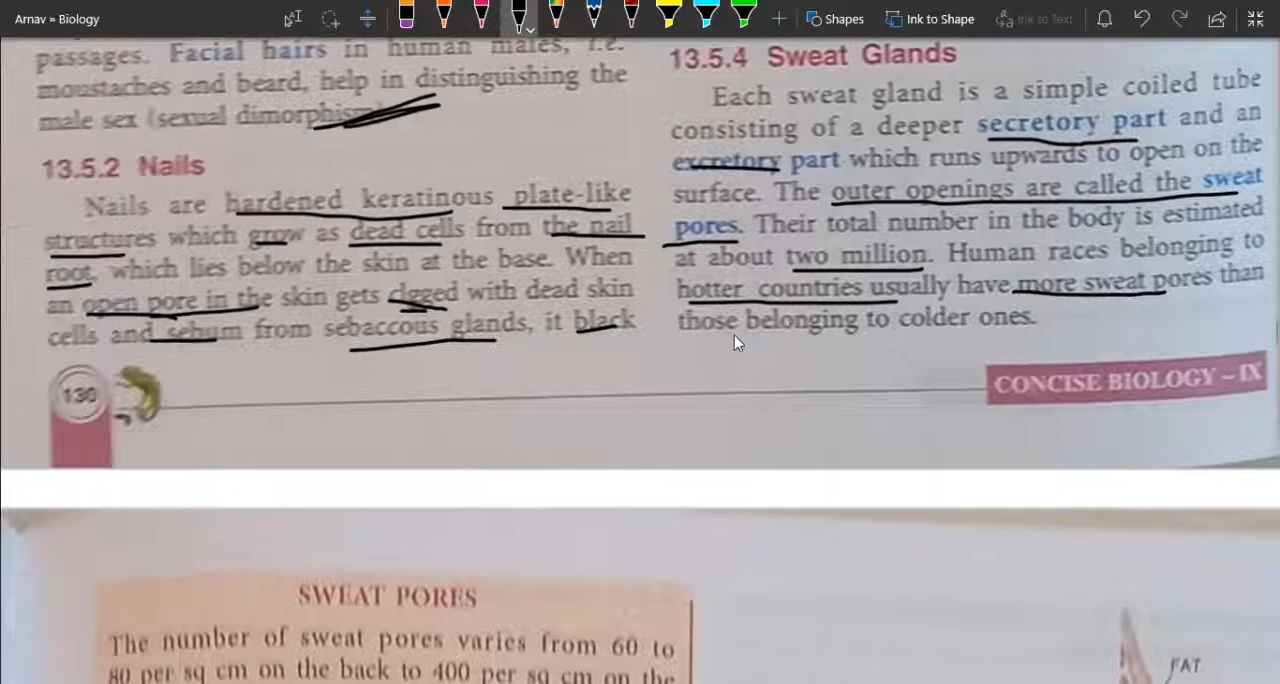 Arnav » Biology
Shapes
Ink to Shape
Ink to Text
passages. Facial hairs in human males, i.e.
moustaches and beard, help in distinguishing the
male sex (sexual dimorphism)
13.5.2 Nails
Nails are hardened keratinous plate-like
structures which grow as dead cells from the nail
root, which lies below the skin at the base. When
an open pore in the skin gets clgged with dead skin
cells and sebum from sebaccous glands, it black
130
13.5.4 Sweat Glands
Each sweat gland is a simple coiled tube
consisting of a deeper secretory part and an
excretory part which runs upwards to open on the
surface. The outer openings are called the sweat
pores. Their total number in the body is estimated
at about two million. Human races belonging to
hotter countries usually have more sweat pores than
those belonging to colder ones.
CONCISE BIOLOGY – IX
SWEAT PORES
The number of sweat pores varies from 60 to
80 per sq cm on the back to 400 per sq cm on the
FAT